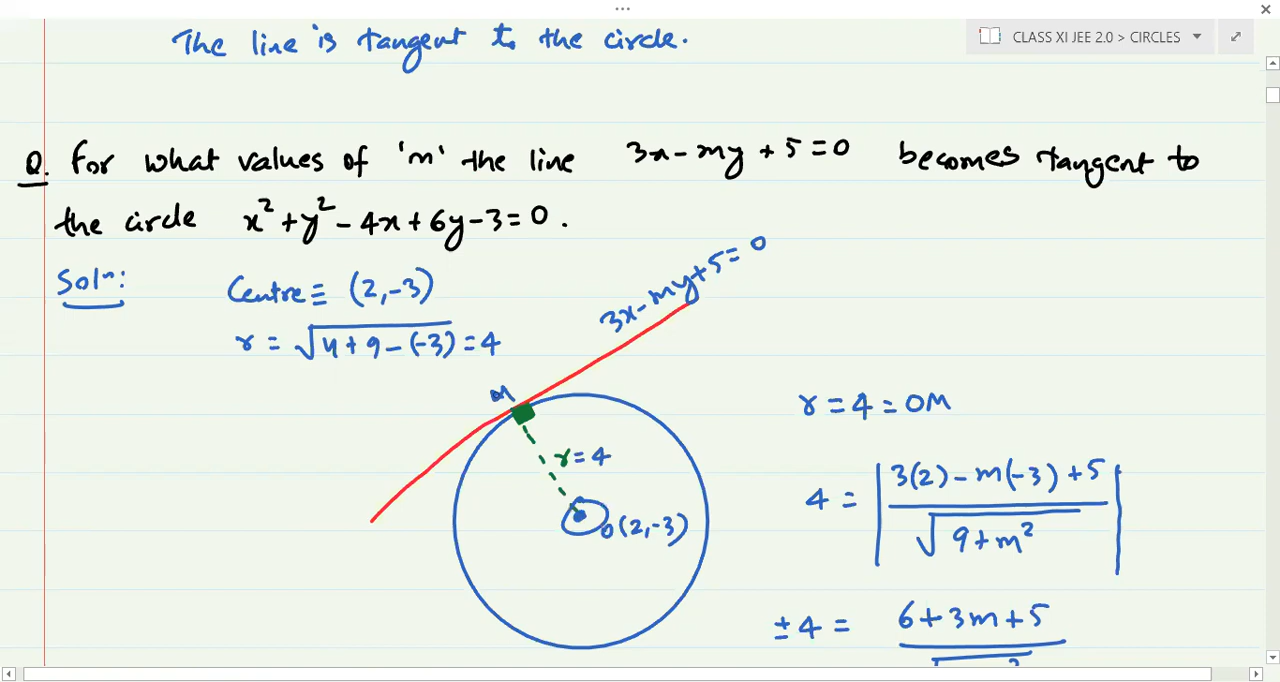 CLASS XI JEE 2.0 > CIRCLES
The line is tangent to the circle.
Q. For what values of 'm' the line 3x - my + 5 = 0 becomes tangent to
the circle x² + y² - 4x + 6y - 3 = 0.
Solⁿ:
Centre ≡ (2, -3)
r = √(4 + 9 - (-3)) = 4
3x - my + 5 = 0
M
r = 4
O (2, -3)
r = 4 = OM
4 = | (3(2) - m(-3) + 5) / √(9 + m²) |
± 4 = 6 + 3m + 5